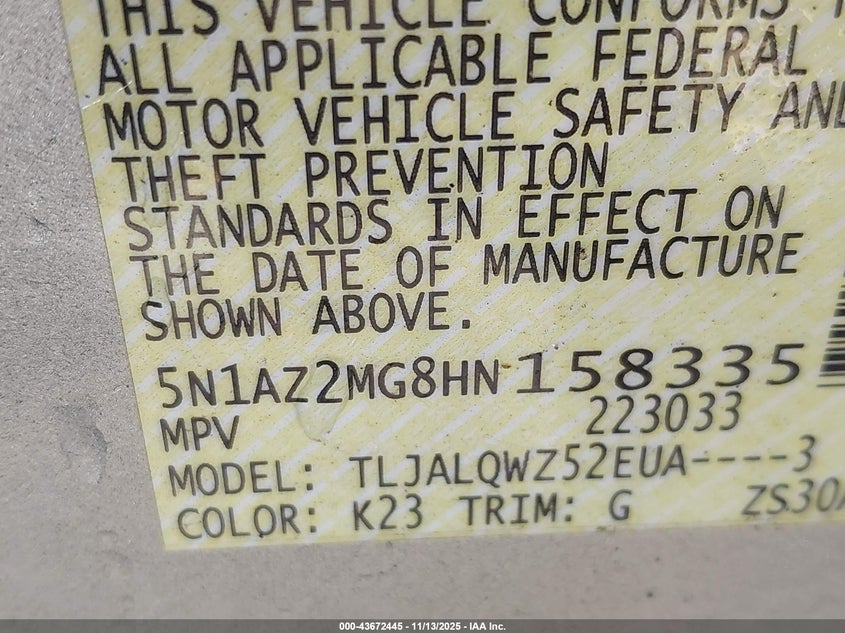 THIS VEHICLE CONFORMS
ALL APPLICABLE FEDERAL
MOTOR VEHICLE SAFETY AND
THEFT PREVENTION
STANDARDS IN EFFECT ON
THE DATE OF MANUFACTURE
SHOWN ABOVE.
5N1AZ2MG8HN158335
MPV 223033
MODEL: TLJALQWZ52EUA----3
COLOR: K23 TRIM: G ZS30
000-43672445 - 11/13/2025 - IAA Inc.